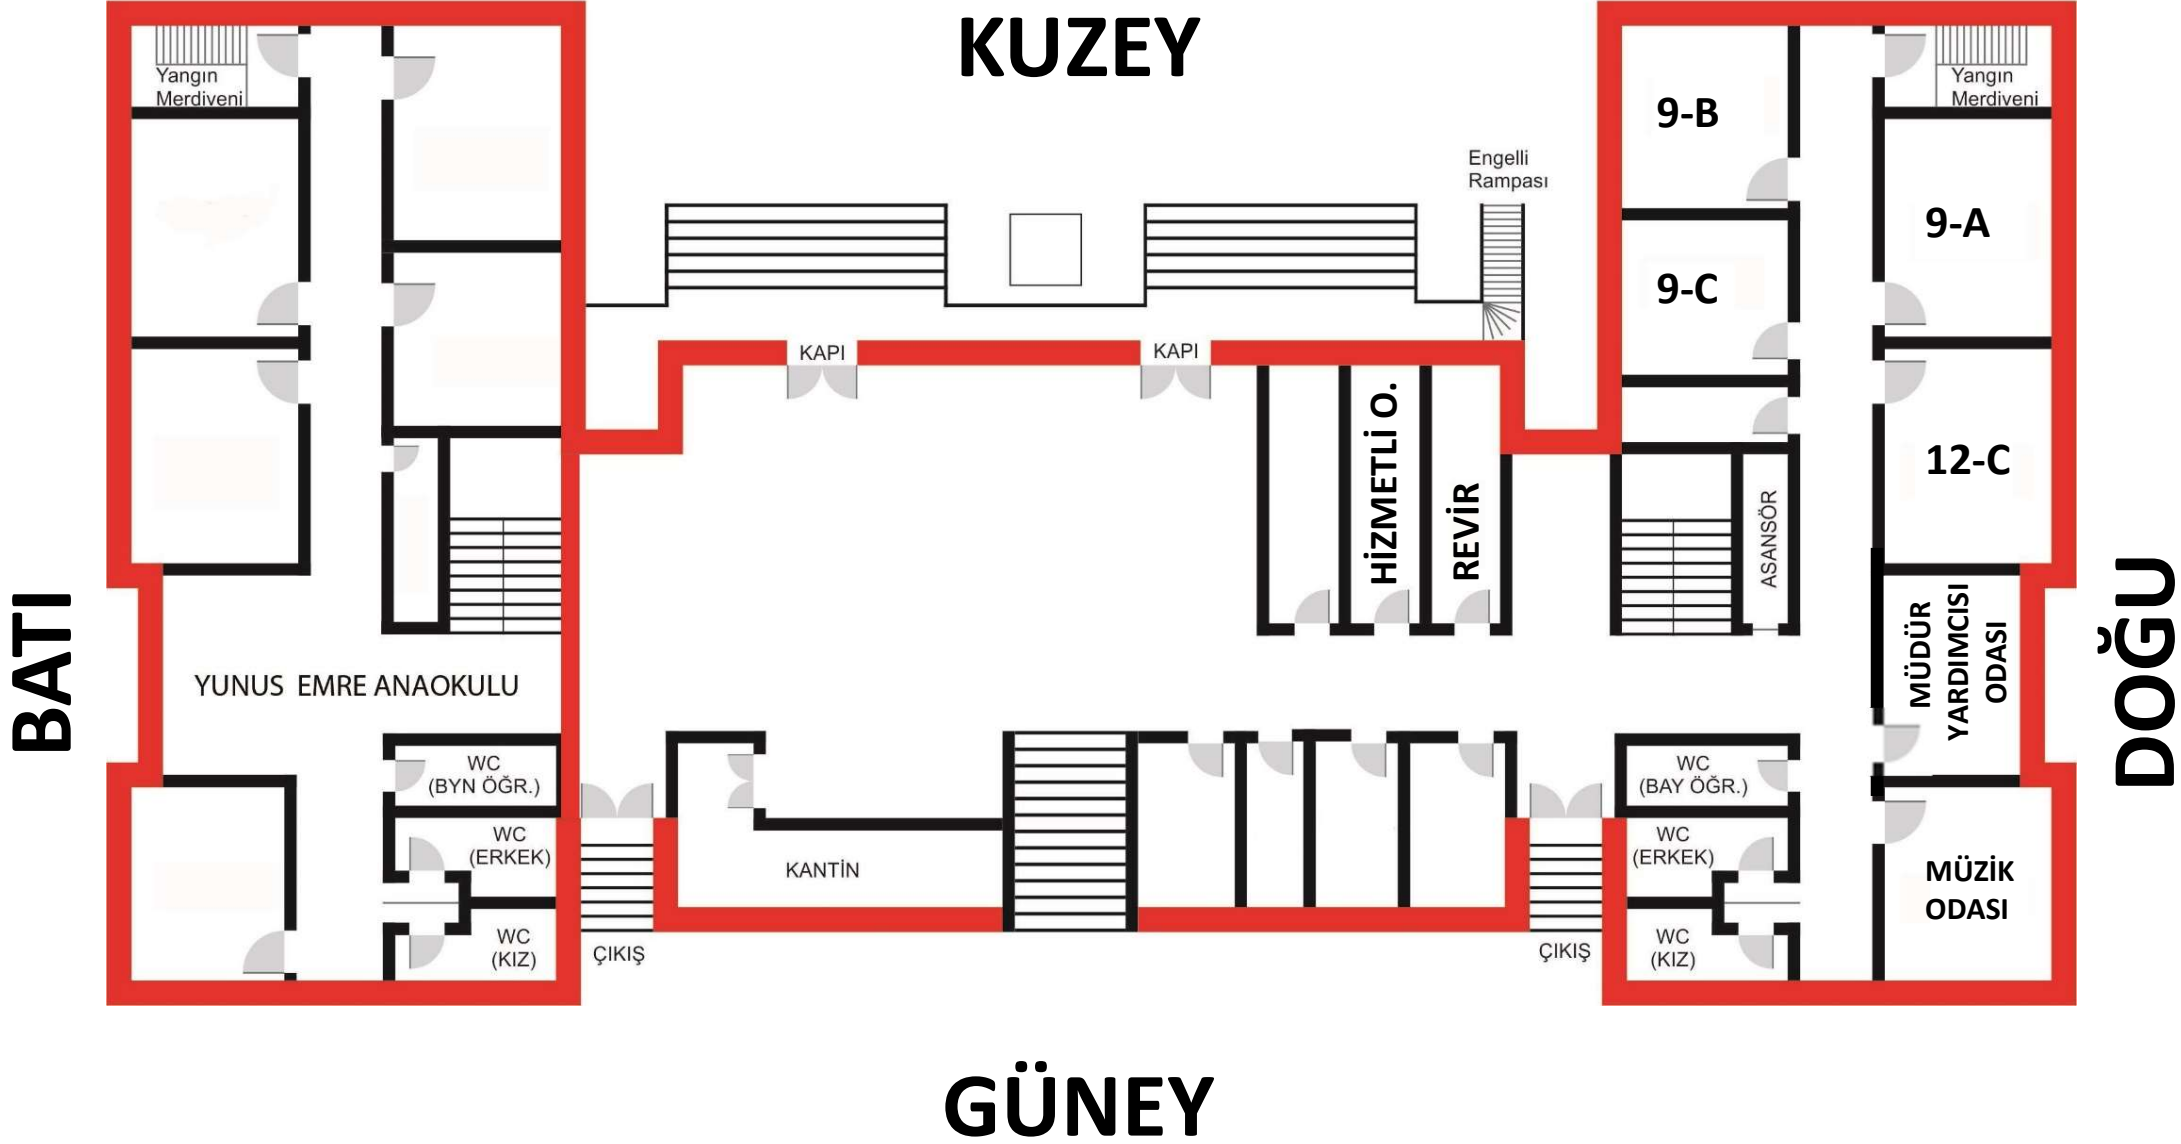 KUZEY
Yangın
Merdiveni
Yangın
Merdiveni
9-B
9-A
Engelli
Rampası
9-C
KAPI
KAPI
HİZMETLİ O.
REVİR
12-C
ASANSÖR
BATI
DOĞU
MÜDÜR
YARDIMCISI
ODASI
YUNUS EMRE ANAOKULU
WC
(BYN ÖĞR.)
WC
(BAY ÖĞR.)
WC
(ERKEK)
WC
(ERKEK)
KANTİN
MÜZİK
ODASI
WC
(KIZ)
WC
(KIZ)
ÇIKIŞ
ÇIKIŞ
GÜNEY